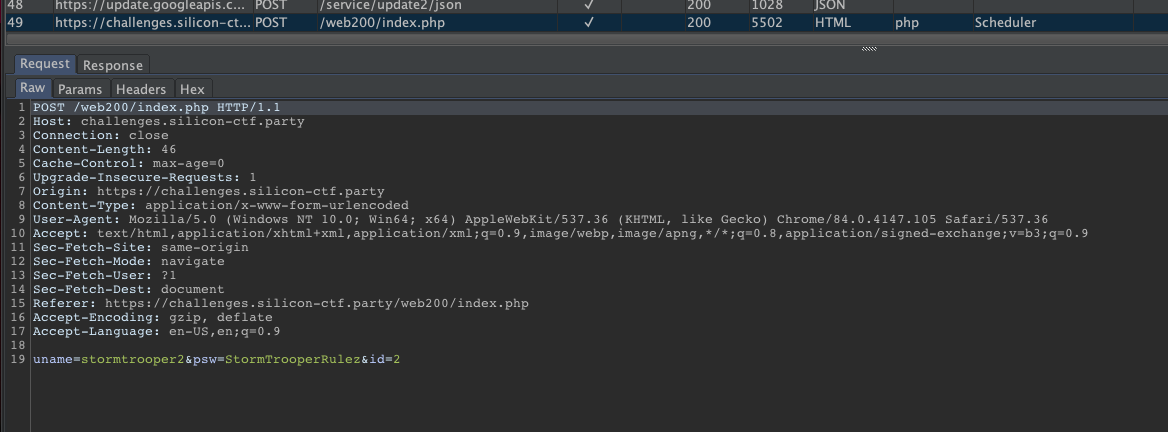 48 https://update.googleapis.c... POST /service/update2/json ✓ 200 1028 JSON
49 https://challenges.silicon-ct... POST /web200/index.php ✓ 200 5502 HTML php Scheduler
Request Response
Raw Params Headers Hex
1 POST /web200/index.php HTTP/1.1
2 Host: challenges.silicon-ctf.party
3 Connection: close
4 Content-Length: 46
5 Cache-Control: max-age=0
6 Upgrade-Insecure-Requests: 1
7 Origin: https://challenges.silicon-ctf.party
8 Content-Type: application/x-www-form-urlencoded
9 User-Agent: Mozilla/5.0 (Windows NT 10.0; Win64; x64) AppleWebKit/537.36 (KHTML, like Gecko) Chrome/84.0.4147.105 Safari/537.36
10 Accept: text/html,application/xhtml+xml,application/xml;q=0.9,image/webp,image/apng,*/*;q=0.8,application/signed-exchange;v=b3;q=0.9
11 Sec-Fetch-Site: same-origin
12 Sec-Fetch-Mode: navigate
13 Sec-Fetch-User: ?1
14 Sec-Fetch-Dest: document
15 Referer: https://challenges.silicon-ctf.party/web200/index.php
16 Accept-Encoding: gzip, deflate
17 Accept-Language: en-US,en;q=0.9
18
19 uname=stormtrooper2&psw=StormTrooperRulez&id=2